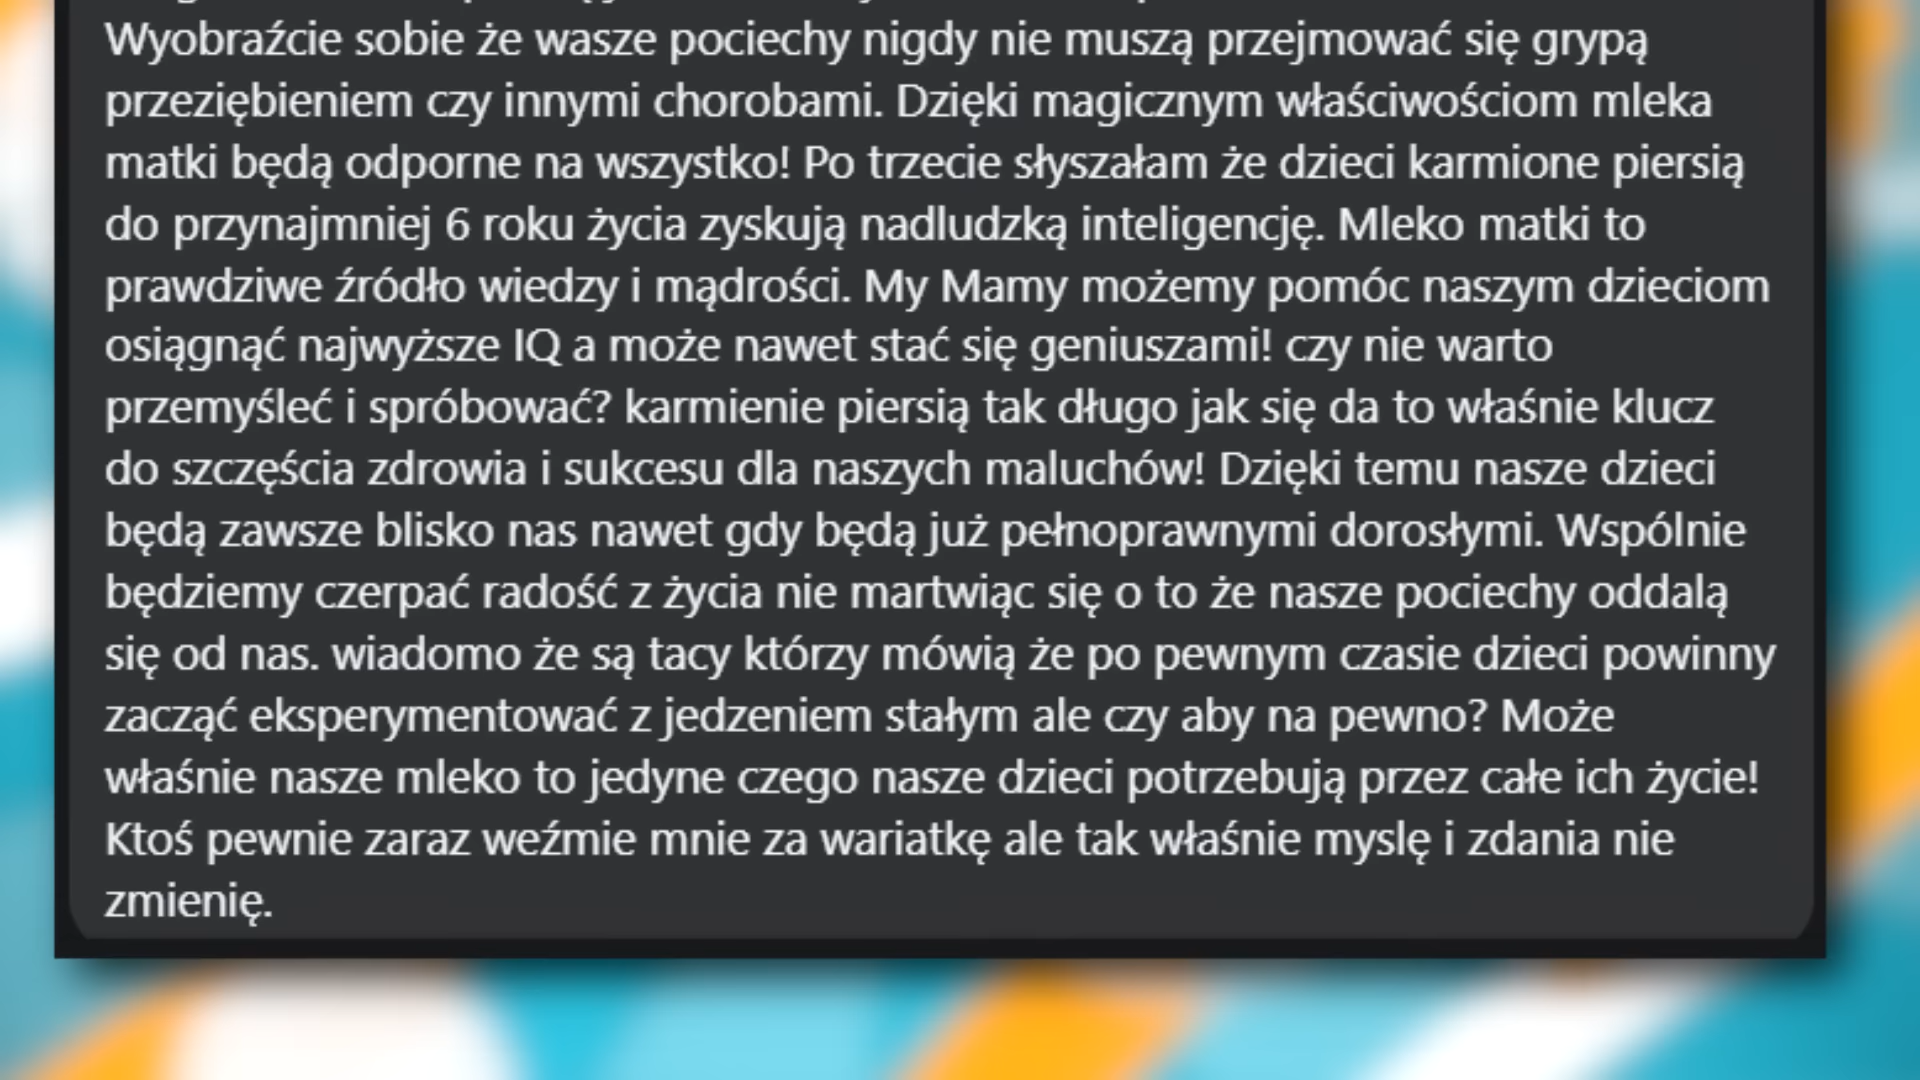 Wyobraźcie sobie że wasze pociechy nigdy nie muszą przejmować się grypą
przeziębieniem czy innymi chorobami. Dzięki magicznym właściwościom mleka
matki będą odporne na wszystko! Po trzecie słyszałam że dzieci karmione piersią
do przynajmniej 6 roku życia zyskują nadludzką inteligencję. Mleko matki to
prawdziwe źródło wiedzy i mądrości. My Mamy możemy pomóc naszym dzieciom
osiągnąć najwyższe IQ a może nawet stać się geniuszami! czy nie warto
przemyśleć i spróbować? karmienie piersią tak długo jak się da to właśnie klucz
do szczęścia zdrowia i sukcesu dla naszych maluchów! Dzięki temu nasze dzieci
będą zawsze blisko nas nawet gdy będą już pełnoprawnymi dorosłymi. Wspólnie
będziemy czerpać radość z życia nie martwiąc się o to że nasze pociechy oddalą
się od nas. wiadomo że są tacy którzy mówią że po pewnym czasie dzieci powinny
zacząć eksperymentować z jedzeniem stałym ale czy aby na pewno? Może
właśnie nasze mleko to jedyne czego nasze dzieci potrzebują przez całe ich życie!
Ktoś pewnie zaraz weźmie mnie za wariatkę ale tak właśnie myslę i zdania nie
zmienię.